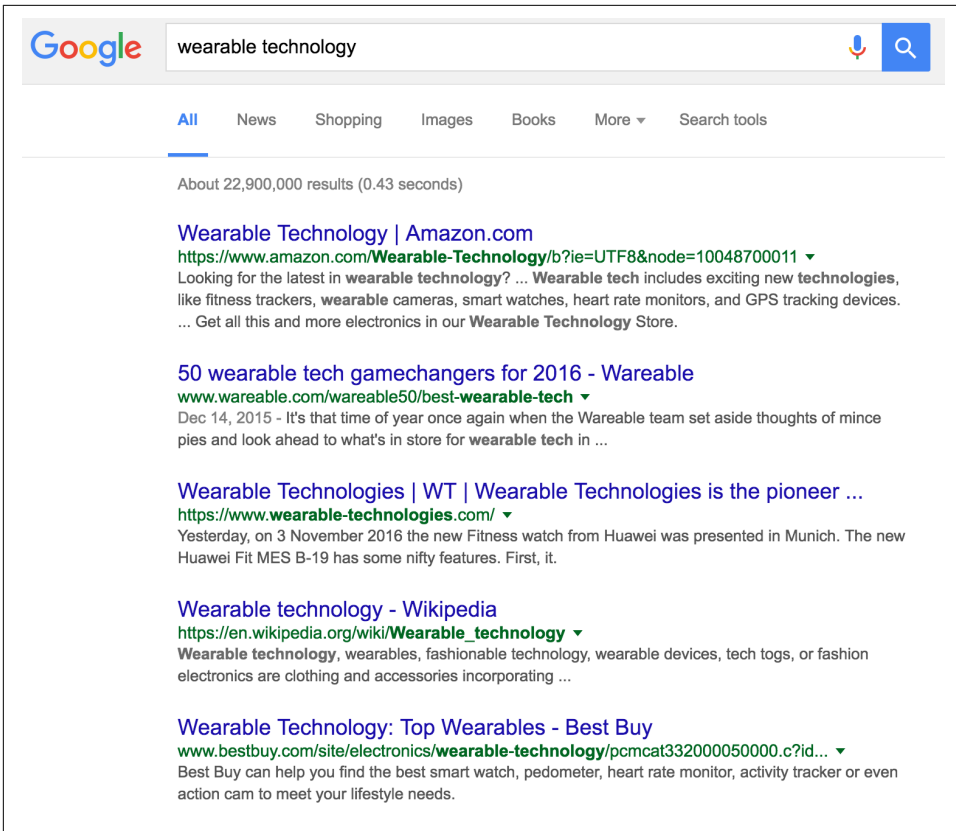 Google wearable technology
All News Shopping Images Books More Search tools
About 22,900,000 results (0.43 seconds)
Wearable Technology | Amazon.com
https://www.amazon.com/Wearable-Technology/b?ie=UTF8&node=10048700011
Looking for the latest in wearable technology? ... Wearable tech includes exciting new technologies,
like fitness trackers, wearable cameras, smart watches, heart rate monitors, and GPS tracking devices.
... Get all this and more electronics in our Wearable Technology Store.
50 wearable tech gamechangers for 2016 - Wareable
www.wareable.com/wareable50/best-wearable-tech
Dec 14, 2015 - It's that time of year once again when the Wareable team set aside thoughts of mince
pies and look ahead to what's in store for wearable tech in ...
Wearable Technologies | WT | Wearable Technologies is the pioneer ...
https://www.wearable-technologies.com/
Yesterday, on 3 November 2016 the new Fitness watch from Huawei was presented in Munich. The new
Huawei Fit MES B-19 has some nifty features. First, it.
Wearable technology - Wikipedia
https://en.wikipedia.org/wiki/Wearable_technology
Wearable technology, wearables, fashionable technology, wearable devices, tech togs, or fashion
electronics are clothing and accessories incorporating ...
Wearable Technology: Top Wearables - Best Buy
www.bestbuy.com/site/electronics/wearable-technology/pcmcat332000050000.c?id...
Best Buy can help you find the best smart watch, pedometer, heart rate monitor, activity tracker or even
action cam to meet your lifestyle needs.